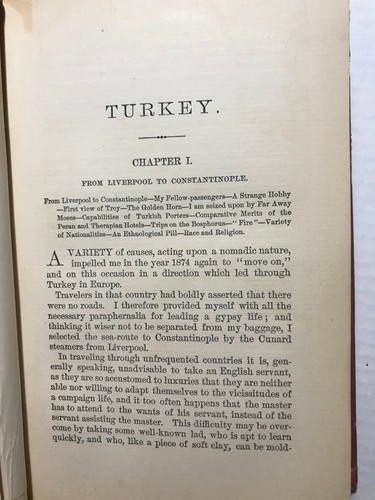 TURKEY.
CHAPTER I.
FROM LIVERPOOL TO CONSTANTINOPLE.
From Liverpool to Constantinople—My Fellow-passengers—A Strange Hobby
—First view of Troy—The Golden Horn—I am seized upon by Far Away
Moses—Capabilities of Turkish Porters—Comparative Merits of the
Peran and Therapian Hotels—Trips on the Bosphorus—“Fire”—Variety
of Nationalities—An Ethnological Pill—Race and Religion.
A VARIETY of causes, acting upon a nomadic nature,
impelled me in the year 1874 again to “move on,”
and on this occasion in a direction which led through
Turkey in Europe.
Travelers in that country had boldly asserted that there
were no roads. I therefore provided myself with all the
necessary paraphernalia for leading a gypsy life; and
thinking it wiser not to be separated from my baggage, I
selected the sea-route to Constantinople by the Cunard
steamers from Liverpool.
In traveling through unfrequented countries it is, gen-
erally speaking, unadvisable to take an English servant,
as they are so accustomed to luxuries that they are neither
able nor willing to adapt themselves to the vicissitudes of
a campaign life, and it too often happens that the master
has to attend to the wants of his servant, instead of the
servant assisting the master. This difficulty may be over-
come by taking some well-known lad, who is apt to learn
quickly, and who, like a piece of soft clay, can be mold-